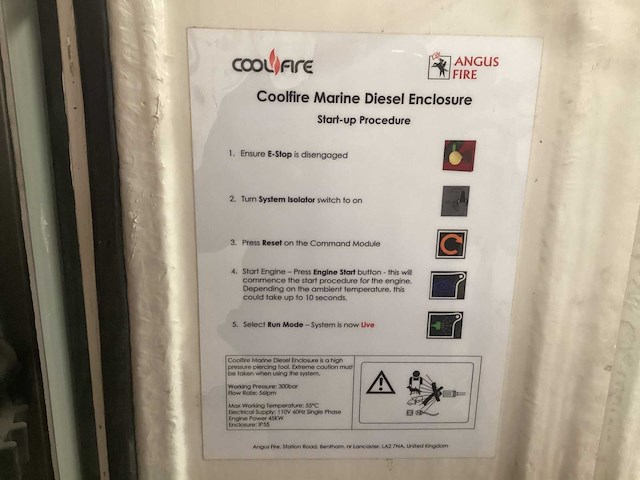 COOLFIRE
ANGUS
FIRE
Coolfire Marine Diesel Enclosure
Start-up Procedure
1. Ensure E-Stop is disengaged
2. Turn System Isolator switch to on
3. Press Reset on the Command Module
4. Start Engine – Press Engine Start button - this will
commence the start procedure for the engine.
Depending on the ambient temperature, this
could take up to 10 seconds.
5. Select Run Mode – System is now Live
Coolfire Marine Diesel Enclosure is a high
pressure piercing tool. Extreme caution must
be taken when using the system.
Working Pressure: 300bar
Flow Rate: 56lpm
Max Working Temperature: 55°C
Electrical Supply: 110V 60Hz Single Phase
Engine Power 45KW
Enclosure: IP55
Angus Fire, Station Road, Bentham, nr Lancaster, LA2 7NA, United Kingdom